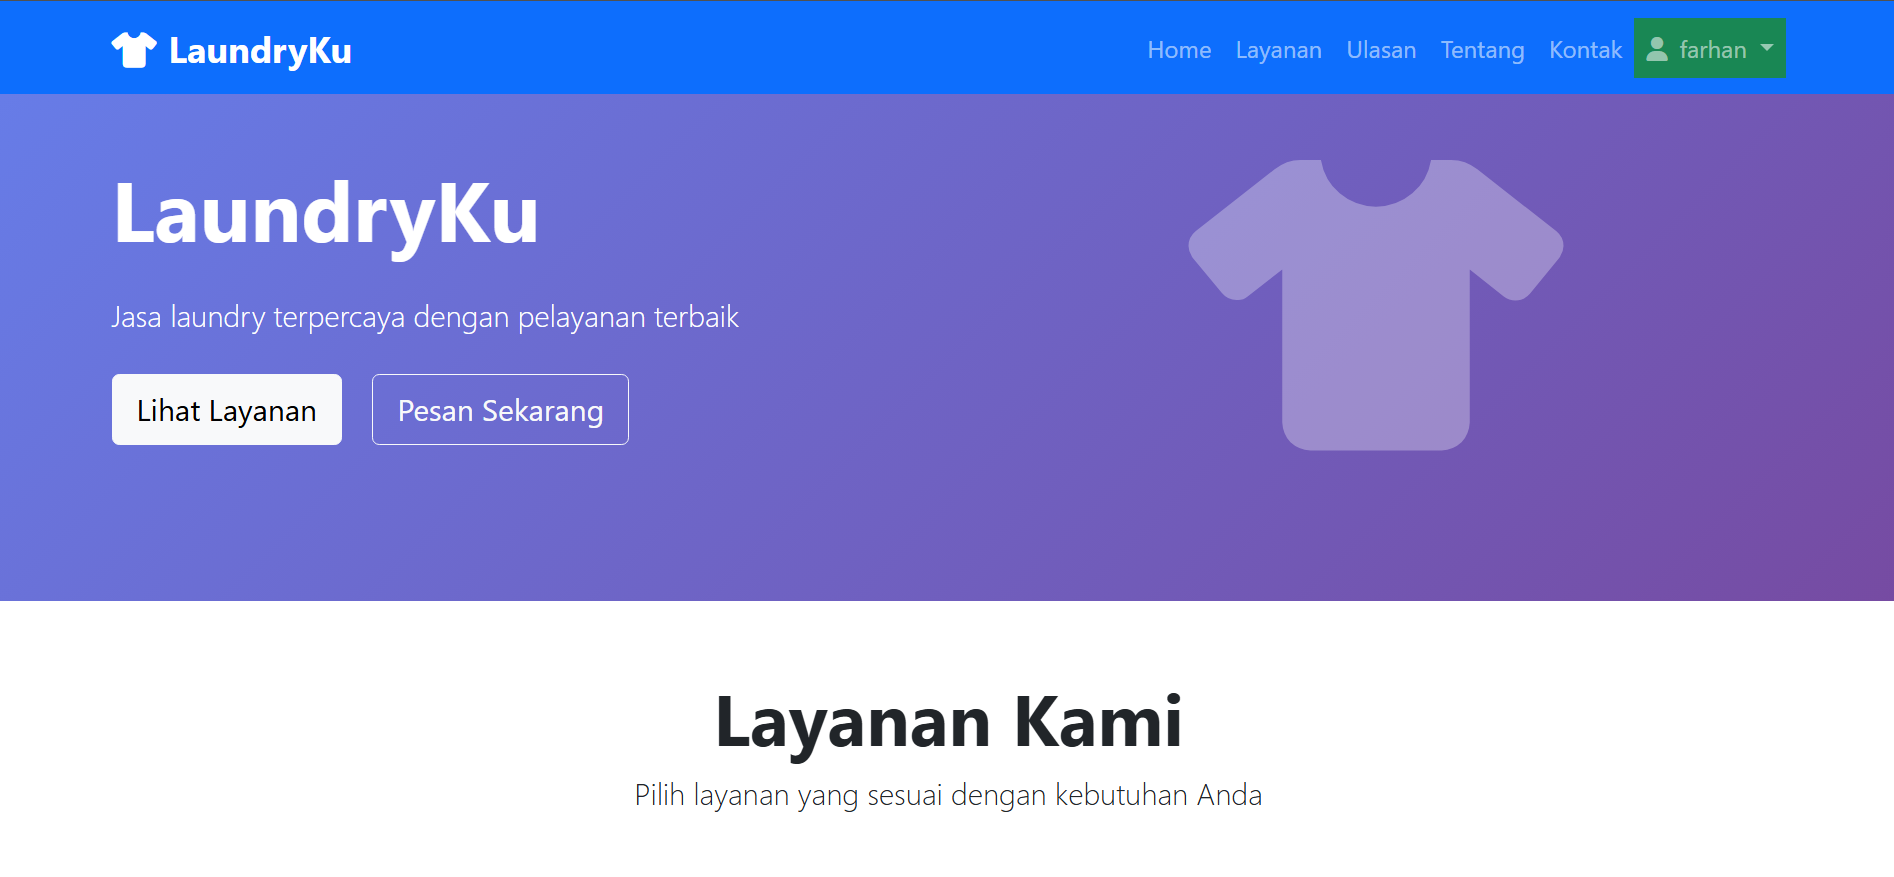 LaundryKu
Home Layanan Ulasan Tentang Kontak farhan
LaundryKu
Jasa laundry terpercaya dengan pelayanan terbaik
Lihat Layanan Pesan Sekarang
Layanan Kami
Pilih layanan yang sesuai dengan kebutuhan Anda